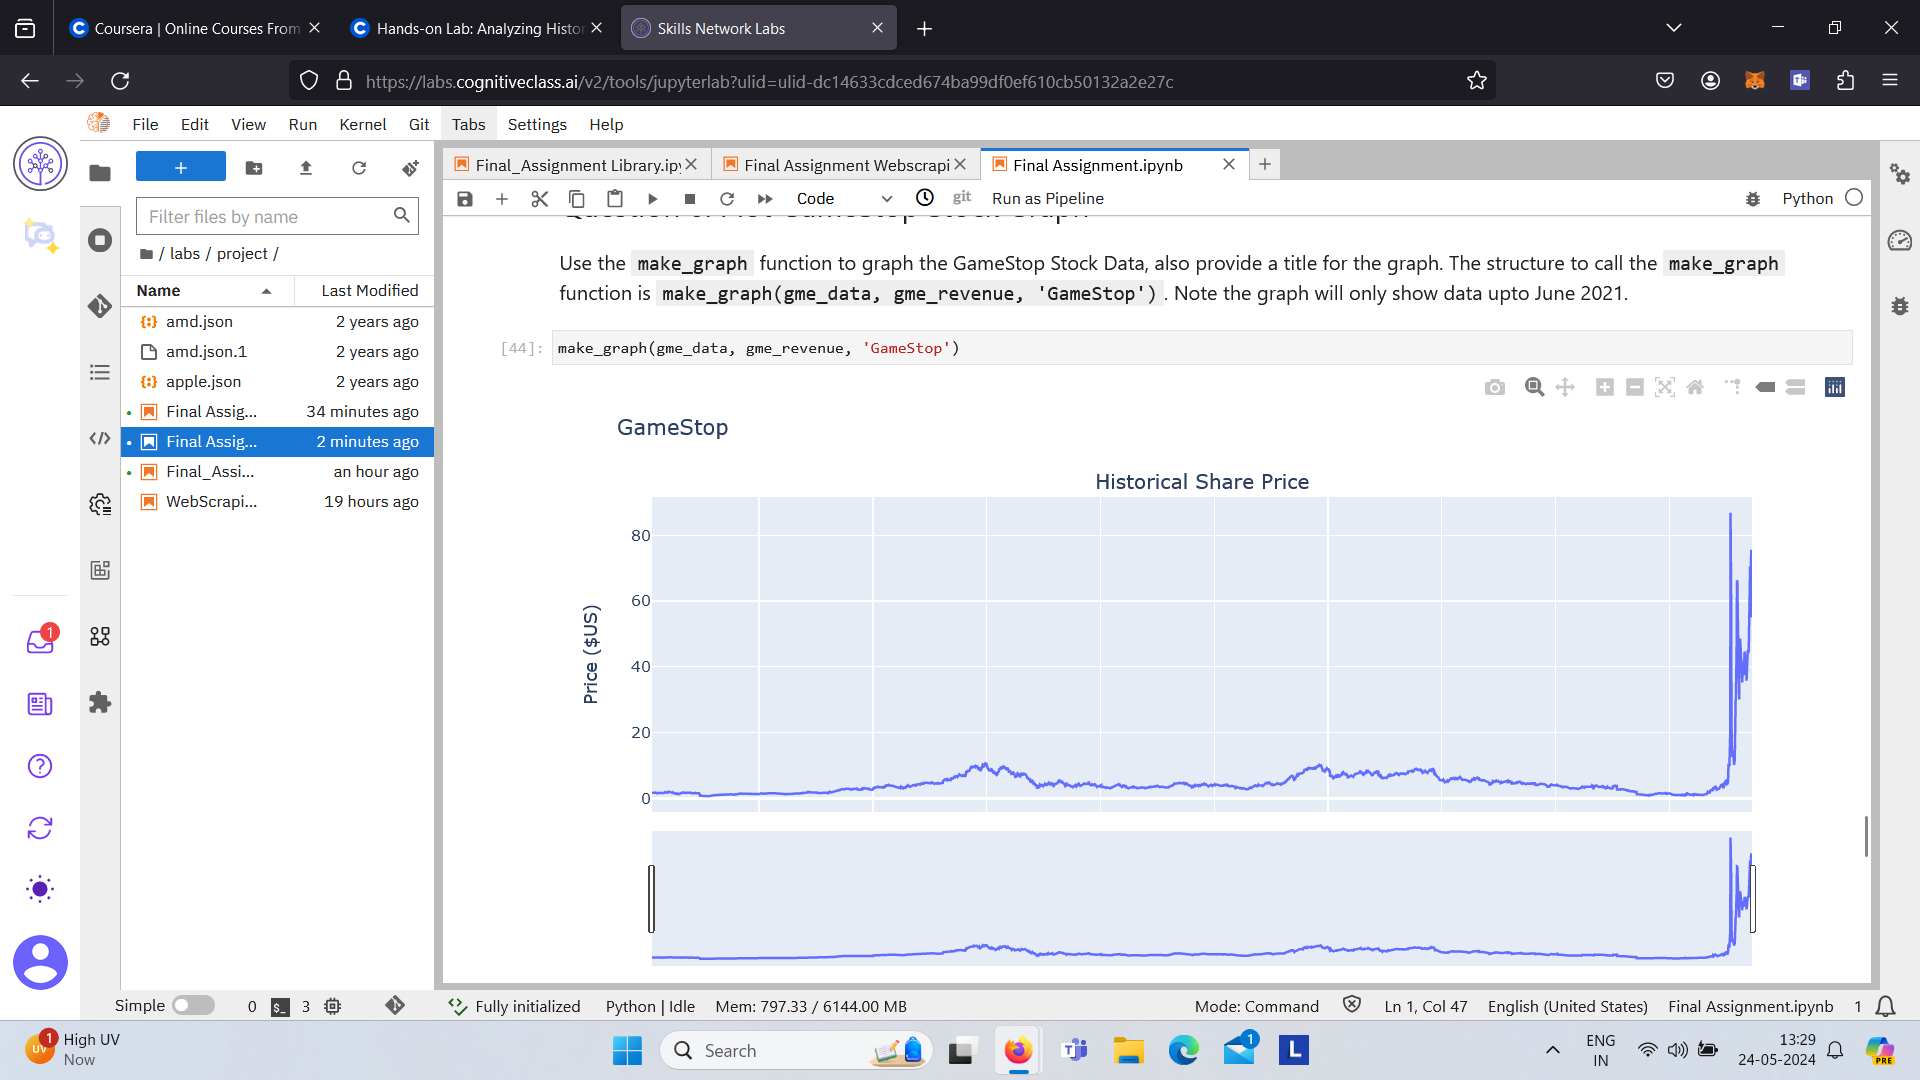 Coursera | Online Courses From
Hands-on Lab: Analyzing Histor
Skills Network Labs
https://labs.cognitiveclass.ai/v2/tools/jupyterlab?ulid=ulid-dc14633cdced674ba99df0ef610cb50132a2e27c
File Edit View Run Kernel Git Tabs Settings Help
Final_Assignment Library.ipy
Final Assignment Webscrapi
Final Assignment.ipynb
Code
git
Run as Pipeline
Python
Filter files by name
/ labs / project /
Name
Last Modified
amd.json 2 years ago
amd.json.1 2 years ago
apple.json 2 years ago
Final Assig... 34 minutes ago
Final Assig... 2 minutes ago
Final_Assi... an hour ago
WebScrapi... 19 hours ago
1
Use the make_graph function to graph the GameStop Stock Data, also provide a title for the graph. The structure to call the make_graph
function is make_graph(gme_data, gme_revenue, 'GameStop') . Note the graph will only show data upto June 2021.
[44]: make_graph(gme_data, gme_revenue, 'GameStop')
GameStop
Historical Share Price
80
60
40
20
0
Price ($US)
Simple 0 3 Fully initialized Python | Idle Mem: 797.33 / 6144.00 MB Mode: Command Ln 1, Col 47 English (United States) Final Assignment.ipynb 1
1
UV
High UV
Now
Search
1
L
ENG
IN
13:29
24-05-2024
PRE